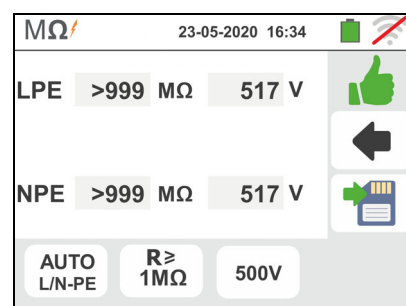 MΩ 23-05-2020 16:34
LPE >999 MΩ 517 V
NPE >999 MΩ 517 V
AUTO L/N-PE
R≥ 1MΩ
500V